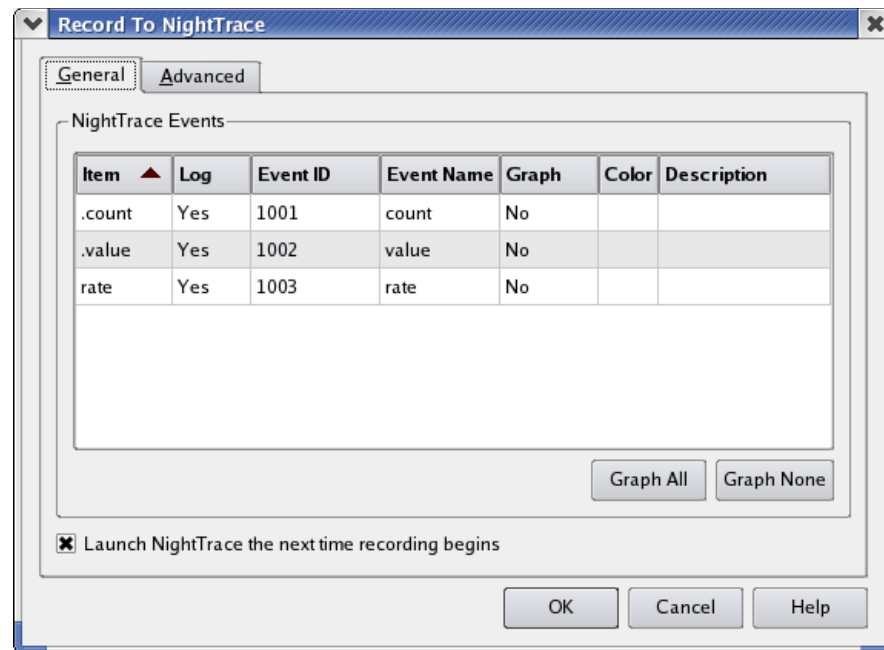 Record To NightTrace
General Advanced
NightTrace Events
Item Log Event ID Event Name Graph Color Description
.count Yes 1001 count No
.value Yes 1002 value No
rate Yes 1003 rate No
Graph All Graph None
Launch NightTrace the next time recording begins
OK Cancel Help